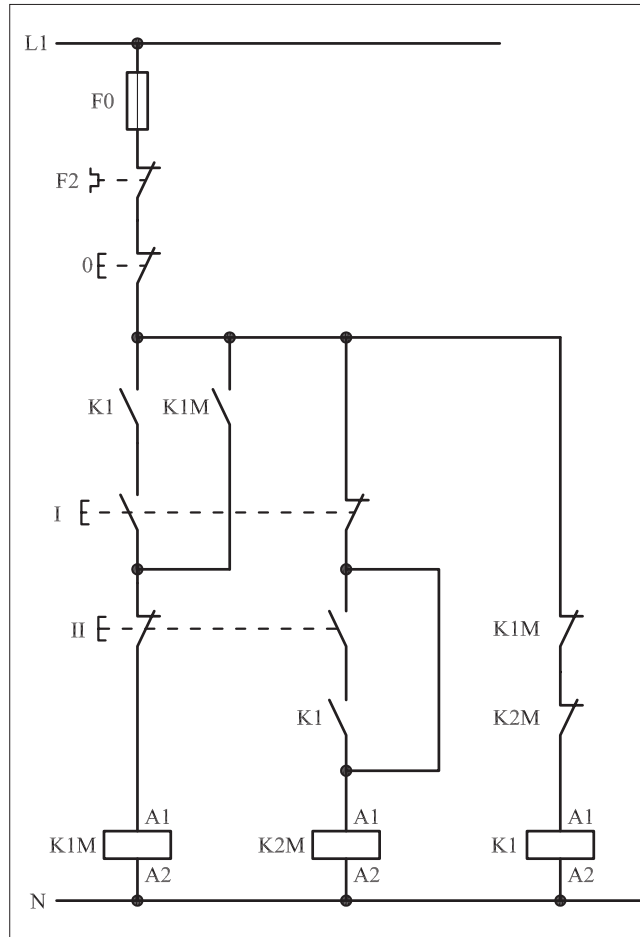 L1
F0
F2
0
K1 K1M
I
II K1M
K1 K2M
A1 A1 A1
K1M K2M K1
A2 A2 A2
N